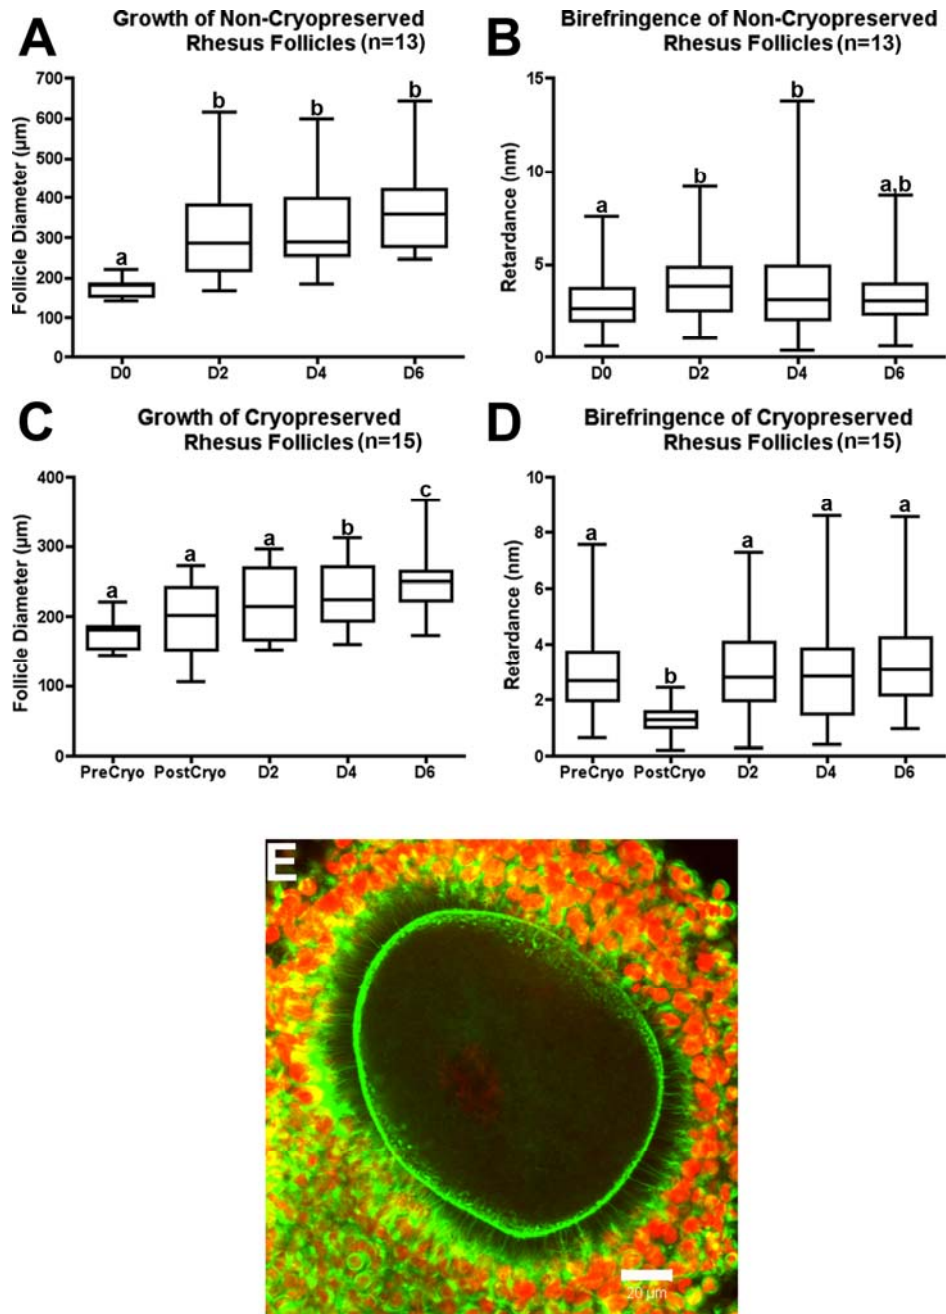 A
Growth of Non-Cryopreserved
Rhesus Follicles (n=13)
Follicle Diameter (µm)
700
600
500
400
300
200
100
0
a
b
b
b
D0 D2 D4 D6
B
Birefringence of Non-Cryopreserved
Rhesus Follicles (n=13)
Retardance (nm)
15
10
5
0
a
b
b
a,b
D0 D2 D4 D6
C
Growth of Cryopreserved
Rhesus Follicles (n=15)
Follicle Diameter (µm)
400
300
200
100
0
a
a
a
b
c
PreCryo PostCryo D2 D4 D6
D
Birefringence of Cryopreserved
Rhesus Follicles (n=15)
Retardance (nm)
10
8
6
4
2
0
a
b
a
a
a
PreCryo PostCryo D2 D4 D6
E
20 µm